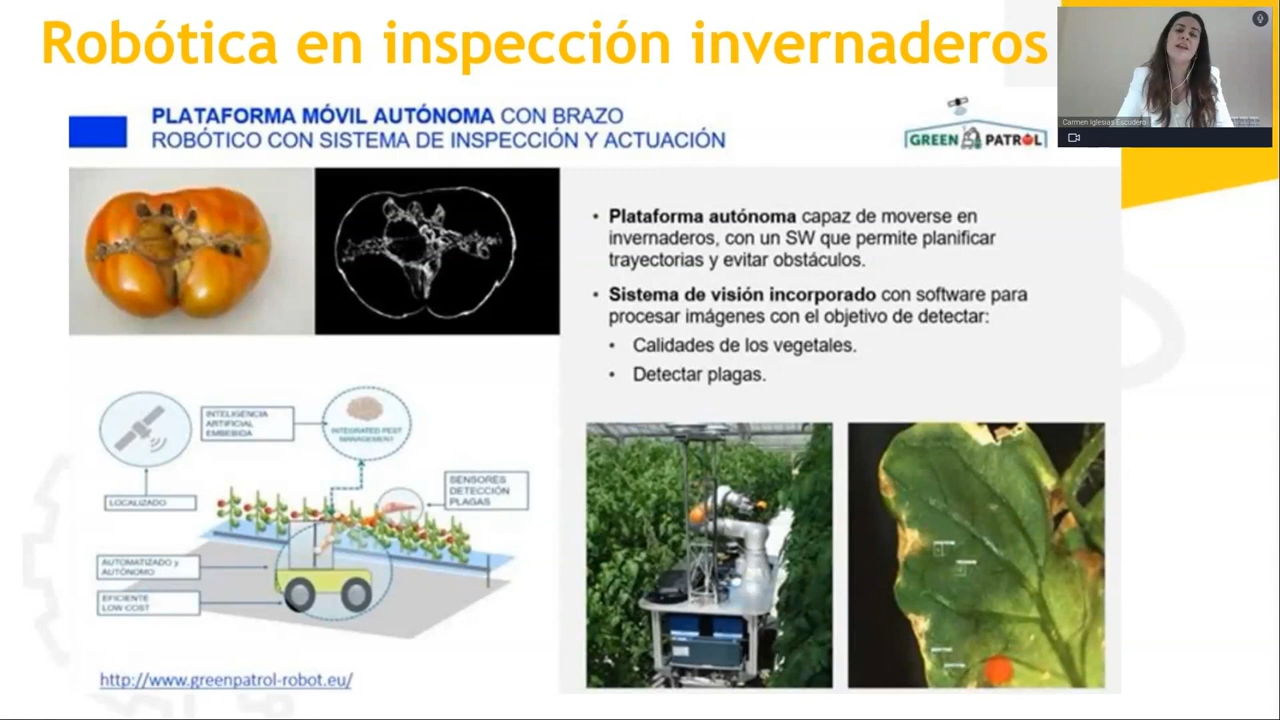 Robótica en inspección invernaderos
Carmen Iglesias Escudero
PLATAFORMA MÓVIL AUTÓNOMA CON BRAZO
ROBÓTICO CON SISTEMA DE INSPECCIÓN Y ACTUACIÓN
GREEN PATROL
• Plataforma autónoma capaz de moverse en
invernaderos, con un SW que permite planificar
trayectorias y evitar obstáculos.
• Sistema de visión incorporado con software para
procesar imágenes con el objetivo de detectar:
• Calidades de los vegetales.
• Detectar plagas.
INTELIGENCIA
ARTIFICIAL
EMBEBIDA
INTEGRATED PEST
MANAGEMENT
SENSORES
DETECCIÓN
PLAGAS
LOCALIZADO
AUTOMATIZADO y
AUTÓNOMO
EFICIENTE
LOW COST
http://www.greenpatrol-robot.eu/